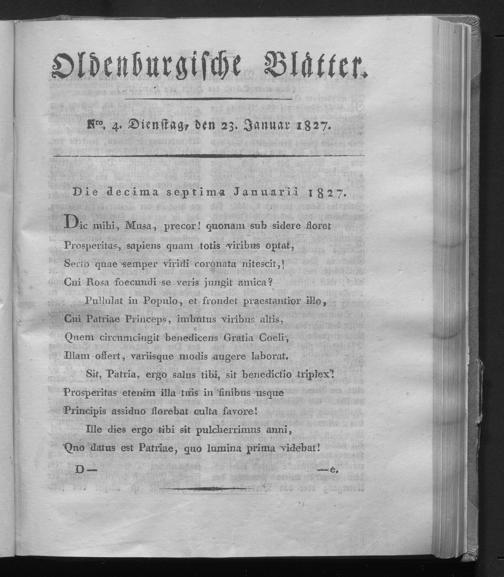 Oldenburgische Blätter.
Nro. 4. Dienstag, den 23. Januar 1827.
Die decima septima Januarii 1827.
Dic mihi, Musa, precor! quonam sub sidere floret
Prosperitas, sapiens quam totis viribus optat,
Serto quae semper viridi coronata nitescit,!
Cui Rosa foecundi se veris jungit amica?
Pullulat in Populo, et frondet praestantior illo,
Cui Patriae Princeps, imbutus viribus altis,
Quem circumcingit benedicens Gratia Coeli,
Illam offert, variisque modis augere laborat.
Sit, Patria, ergo salus tibi, sit benedictio triplex!
Prosperitas etenim illa tuis in finibus usque
Principis assiduo florebat culta favore!
Ille dies ergo tibi sit pulcherrimus anni,
Quo datus est Patriae, quo lumina prima videbat!
D— —e.